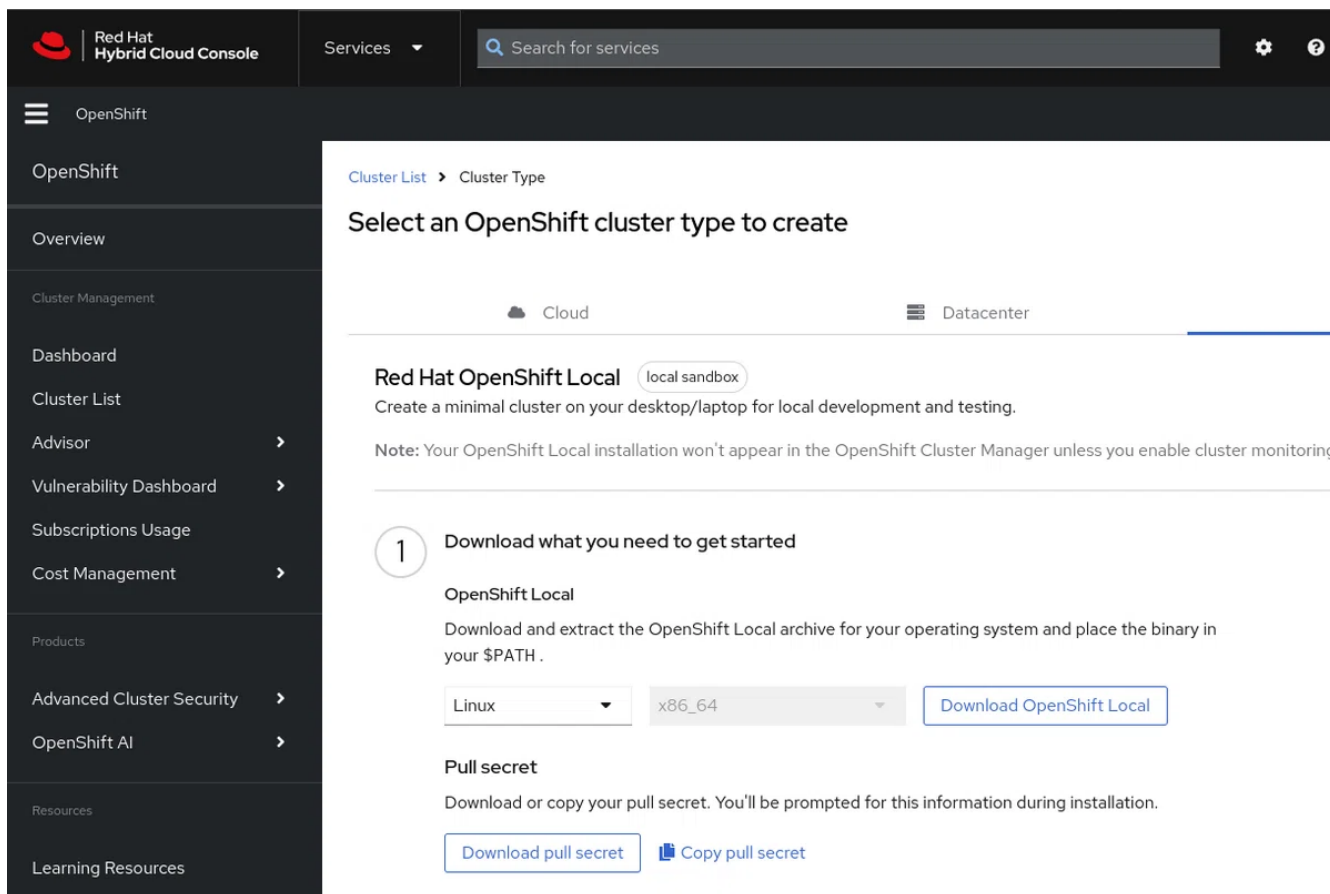 Red Hat
Hybrid Cloud Console
Services
Search for services
OpenShift
OpenShift
Overview
Cluster Management
Dashboard
Cluster List
Advisor
Vulnerability Dashboard
Subscriptions Usage
Cost Management
Products
Advanced Cluster Security
OpenShift AI
Resources
Learning Resources
Cluster List > Cluster Type
Select an OpenShift cluster type to create
Cloud
Datacenter
Red Hat OpenShift Local local sandbox
Create a minimal cluster on your desktop/laptop for local development and testing.
Note: Your OpenShift Local installation won't appear in the OpenShift Cluster Manager unless you enable cluster monitoring
1 Download what you need to get started
OpenShift Local
Download and extract the OpenShift Local archive for your operating system and place the binary in
your $PATH .
Linux x86_64 Download OpenShift Local
Pull secret
Download or copy your pull secret. You'll be prompted for this information during installation.
Download pull secret Copy pull secret